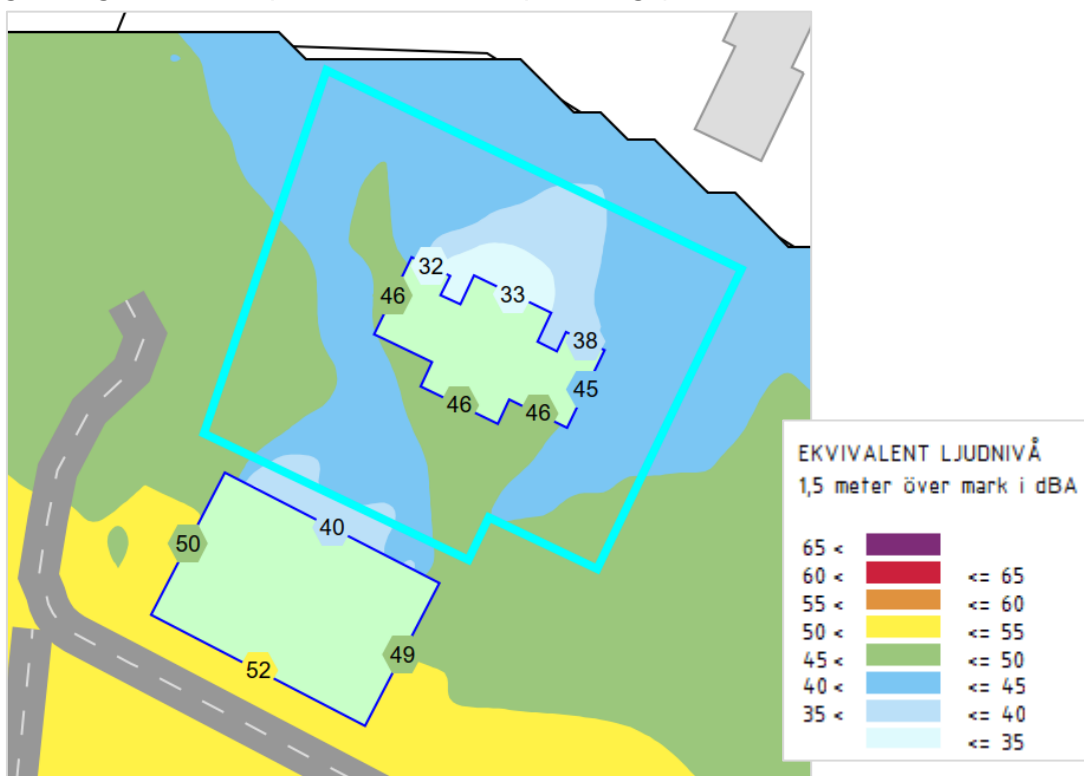 32
46
33
38
45
46
46
40
50
49
52
EKVIVALENT LJUDNIVÅ
1,5 meter över mark i dBA
65 <
60 < <= 65
55 < <= 60
50 < <= 55
45 < <= 50
40 < <= 45
35 < <= 40
<= 35